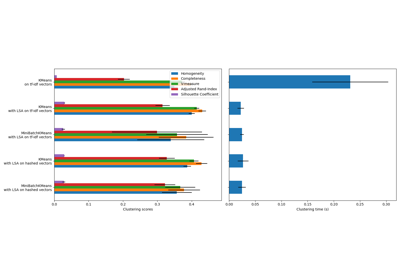 Homogeneity
Completeness
V-measure
Adjusted Rand-Index
Silhouette Coefficient
KMeans
on tf-idf vectors
KMeans
with LSA on tf-idf vectors
MiniBatchKMeans
with LSA on tf-idf vectors
KMeans
with LSA on hashed vectors
MiniBatchKMeans
with LSA on hashed vectors
0.0 0.1 0.2 0.3 0.4
Clustering scores
0.00 0.05 0.10 0.15 0.20 0.25 0.30
Clustering time (s)